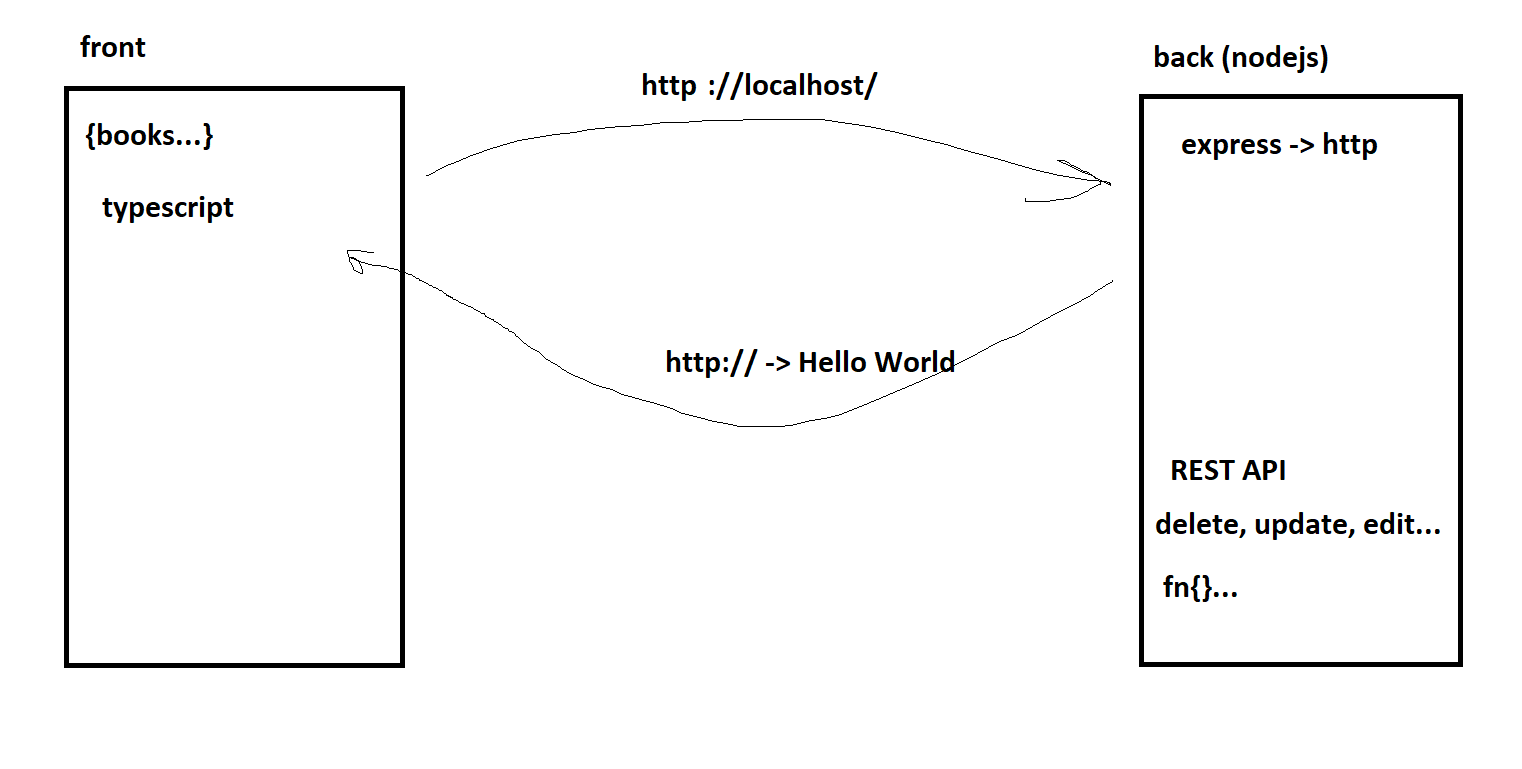 front
{books...}
typescript
http ://localhost/
http:// -> Hello World
back (nodejs)
express -> http
REST API
delete, update, edit...
fn{}...